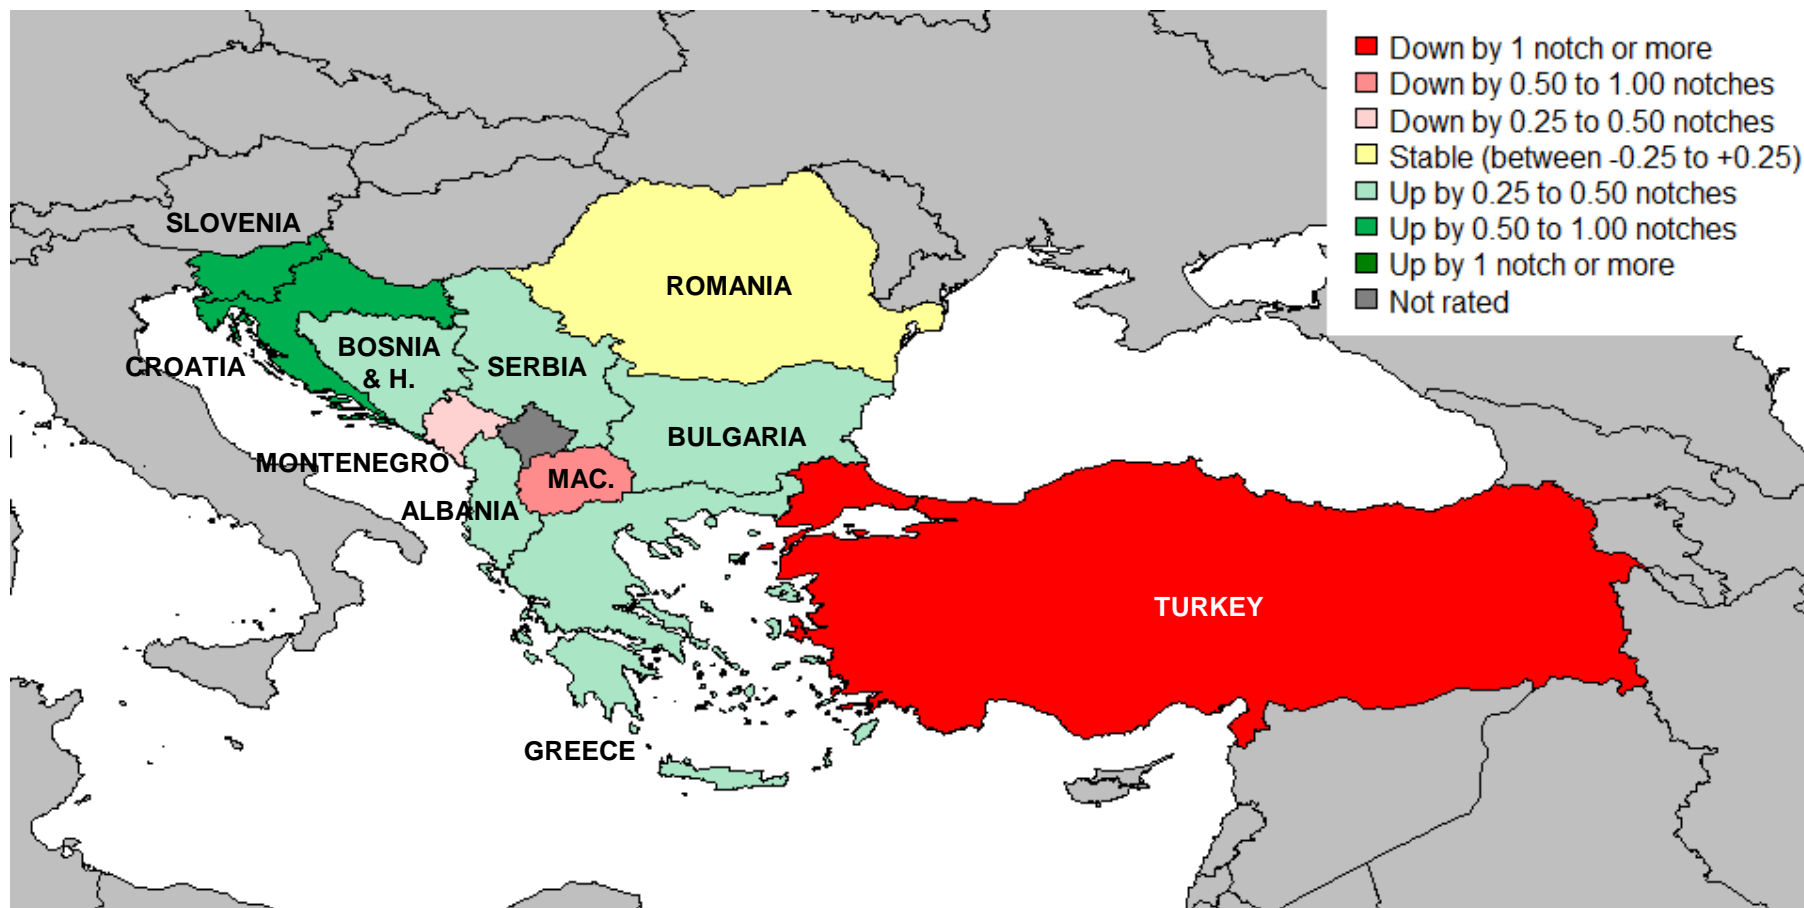 Down by 1 notch or more
Down by 0.50 to 1.00 notches
Down by 0.25 to 0.50 notches
Stable (between -0.25 to +0.25)
Up by 0.25 to 0.50 notches
Up by 0.50 to 1.00 notches
Up by 1 notch or more
Not rated
SLOVENIA
ROMANIA
CROATIA
BOSNIA
& H.
SERBIA
BULGARIA
MONTENEGRO
MAC.
ALBANIA
TURKEY
GREECE